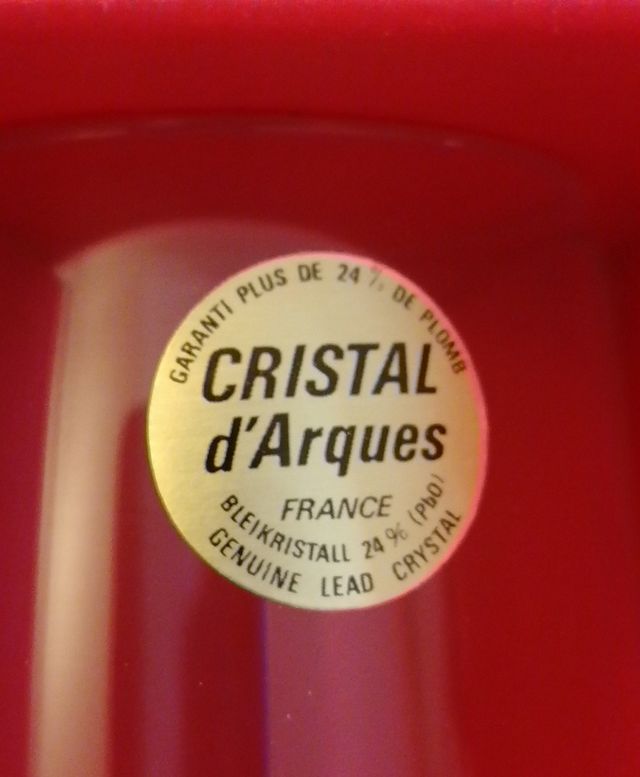 GARANTI PLUS DE 24 % DE PLOMB
CRISTAL
d'Arques
FRANCE
BLEIKRISTALL 24 % (PbO)
GENUINE LEAD CRYSTAL